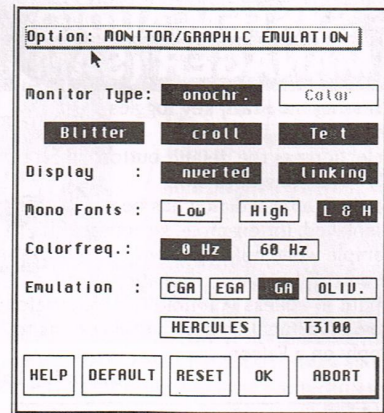 Option: MONITOR/GRAPHIC EMULATION
Monitor Type: onochr. Color
Blitter croll Te t
Display : nverted linking
Mono Fonts : Low High L & H
Colorfreq.: 0 Hz 60 Hz
Emulation : CGA EGA GA OLIV.
HERCULES T3100
HELP DEFAULT RESET OK ABORT